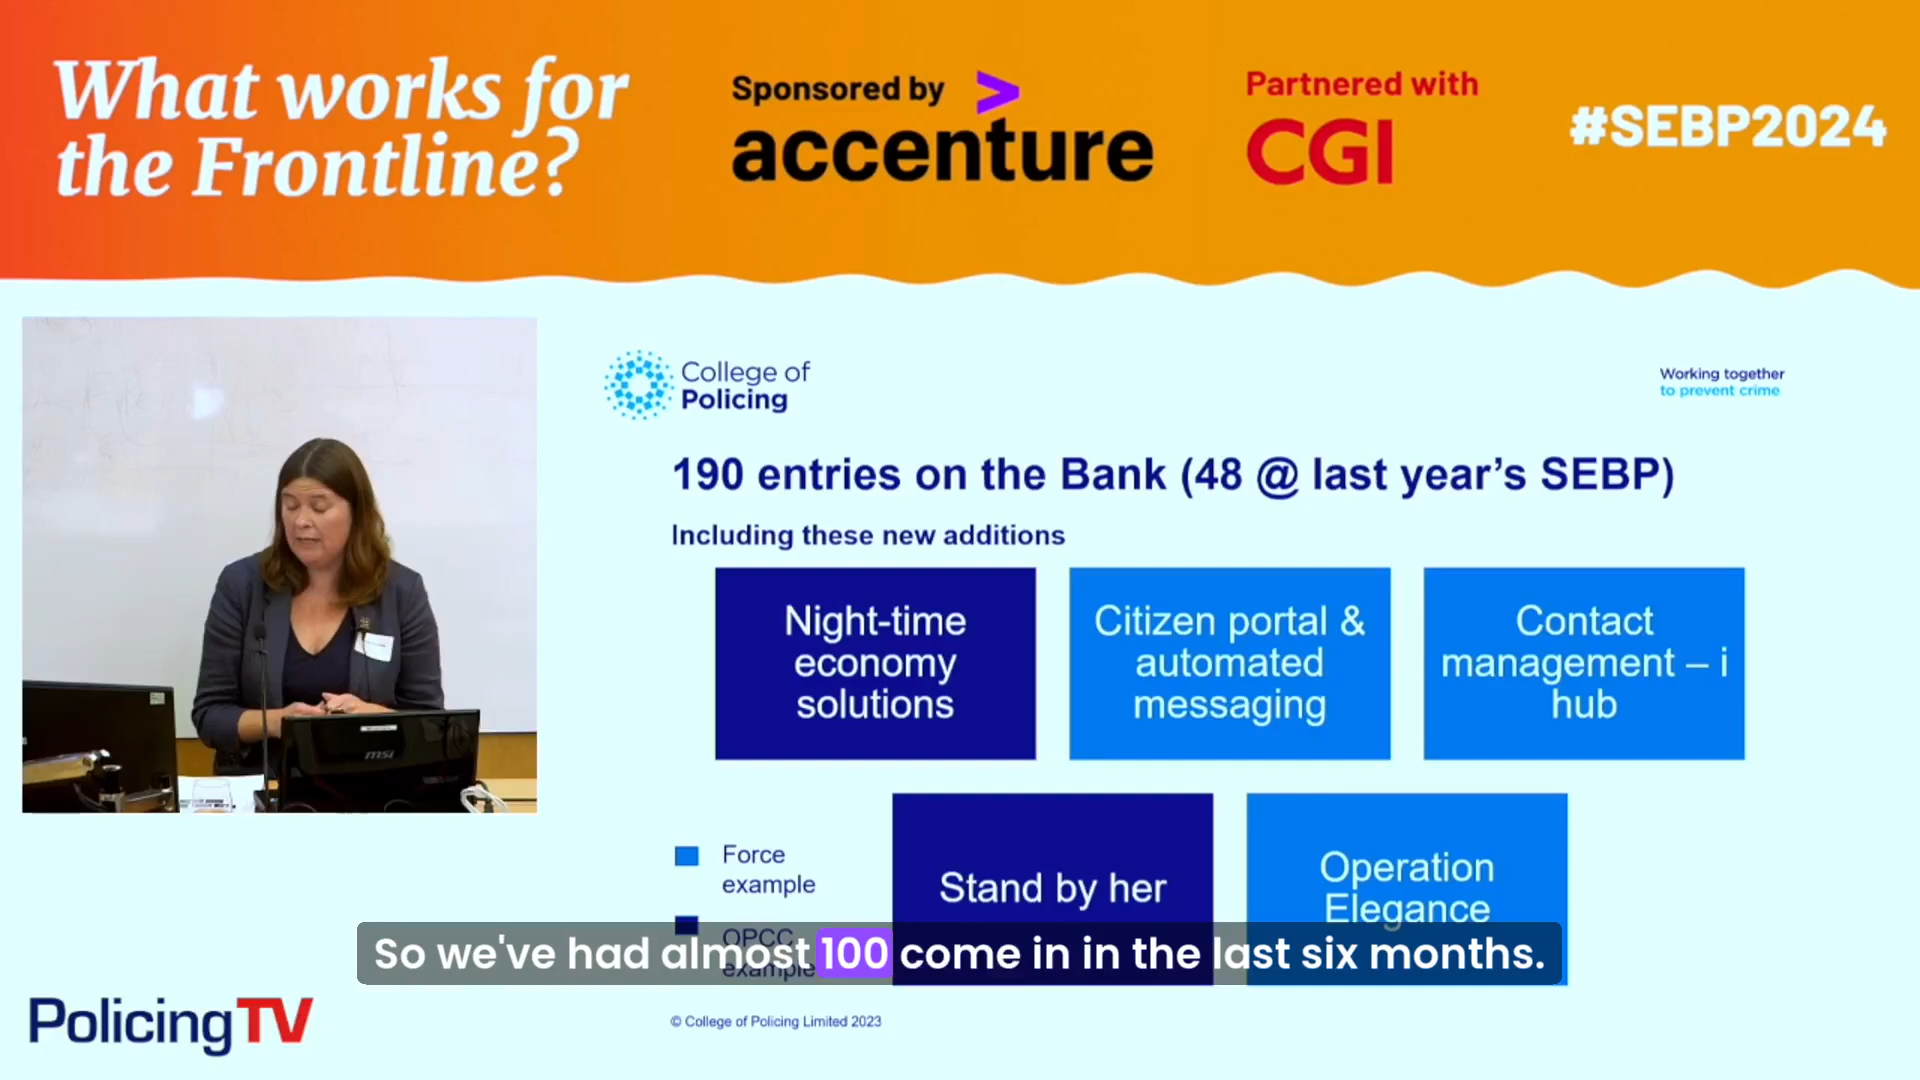 What works for
the Frontline?
Sponsored by
accenture
Partnered with
CGI
#SEBP2024
College of
Policing
Working together
to prevent crime
190 entries on the Bank (48 @ last year’s SEBP)
Including these new additions
Night-time
economy
solutions
Citizen portal &
automated
messaging
Contact
management – i
hub
Force
example
OPCC
example
Stand by her
Operation
Elegance
So we've had almost 100 come in in the last six months.
msi
PolicingTV
© College of Policing Limited 2023